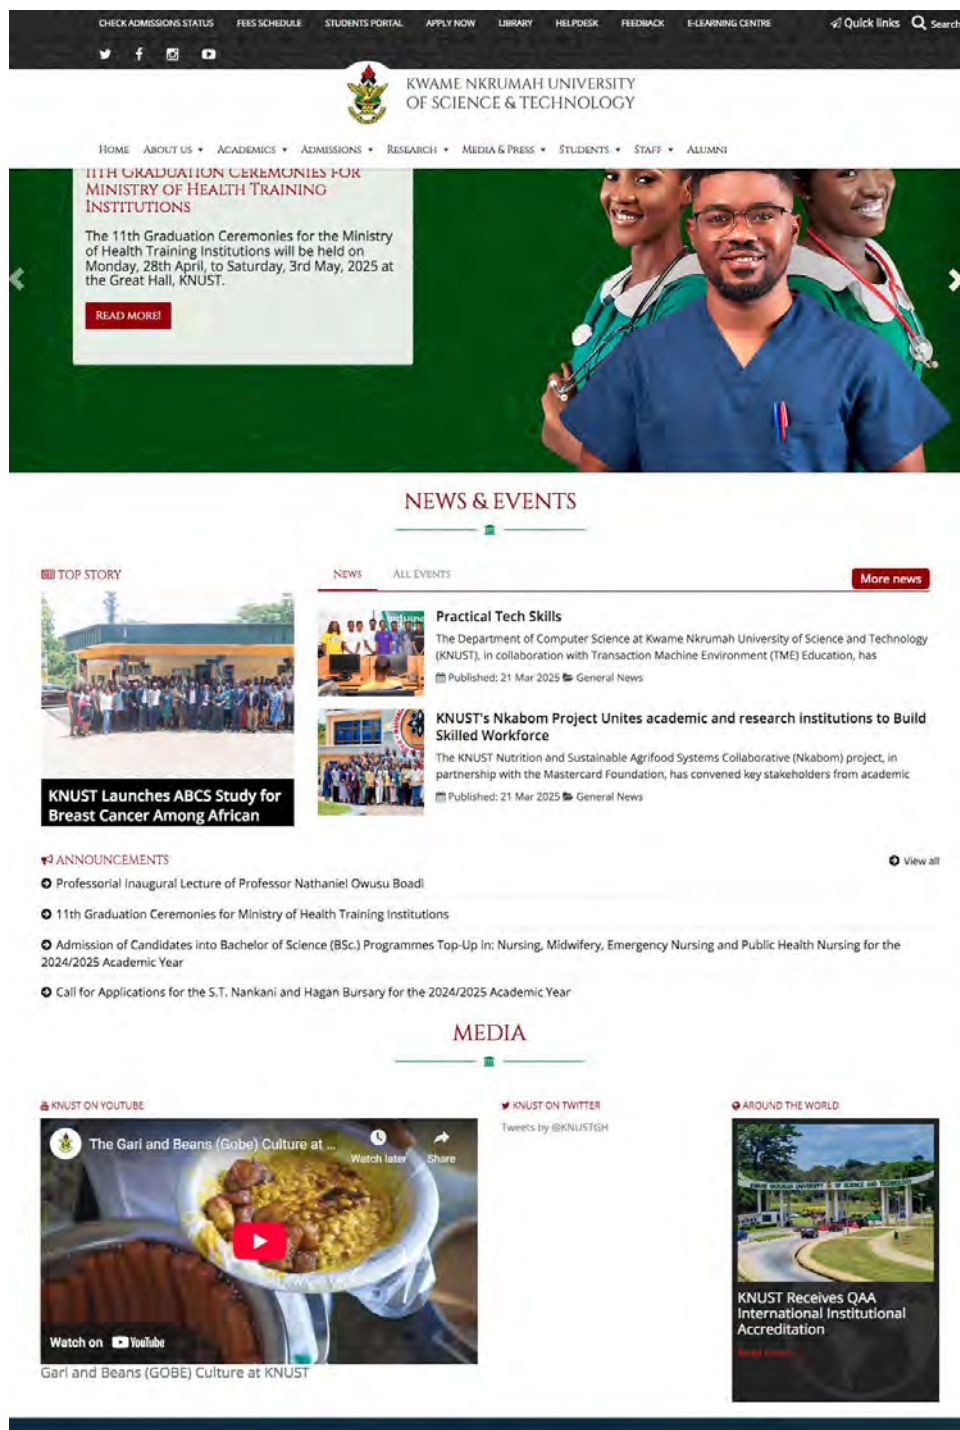 CHECK ADMISSIONS STATUS FEES SCHEDULE STUDENTS PORTAL APPLY NOW LIBRARY HELPDESK FEEDBACK E-LEARNING CENTRE Quick links Search
KWAME NKRUMAH UNIVERSITY
OF SCIENCE & TECHNOLOGY
HOME ABOUT US ACADEMICS ADMISSIONS RESEARCH MEDIA & PRESS STUDENTS STAFF ALUMNI
11TH GRADUATION CEREMONIES FOR
MINISTRY OF HEALTH TRAINING
INSTITUTIONS
The 11th Graduation Ceremonies for the Ministry
of Health Training Institutions will be held on
Monday, 28th April, to Saturday, 3rd May, 2025 at
the Great Hall, KNUST.
READ MORE!
NEWS & EVENTS
TOP STORY
KNUST Launches ABCS Study for
Breast Cancer Among African
NEWS ALL EVENTS
More news
Practical Tech Skills
The Department of Computer Science at Kwame Nkrumah University of Science and Technology
(KNUST), in collaboration with Transaction Machine Environment (TME) Education, has
Published: 21 Mar 2025 General News
KNUST's Nkabom Project Unites academic and research institutions to Build
Skilled Workforce
The KNUST Nutrition and Sustainable Agrifood Systems Collaborative (Nkabom) project, in
partnership with the Mastercard Foundation, has convened key stakeholders from academic
Published: 21 Mar 2025 General News
ANNOUNCEMENTS
View all
Professorial Inaugural Lecture of Professor Nathaniel Owusu Boadi
11th Graduation Ceremonies for Ministry of Health Training Institutions
Admission of Candidates into Bachelor of Science (BSc.) Programmes Top-Up in: Nursing, Midwifery, Emergency Nursing and Public Health Nursing for the
2024/2025 Academic Year
Call for Applications for the S.T. Nankani and Hagan Bursary for the 2024/2025 Academic Year
MEDIA
KNUST ON YOUTUBE
The Gari and Beans (Gobe) Culture at ...
Watch later Share
Watch on YouTube
Gari and Beans (GOBE) Culture at KNUST
KNUST ON TWITTER
Tweets by @KNUSTGH
AROUND THE WORLD
KWAME NKRUMAH UNIVERSITY OF SCIENCE AND TECHNOLOGY
KNUST Receives QAA
International Institutional
Accreditation